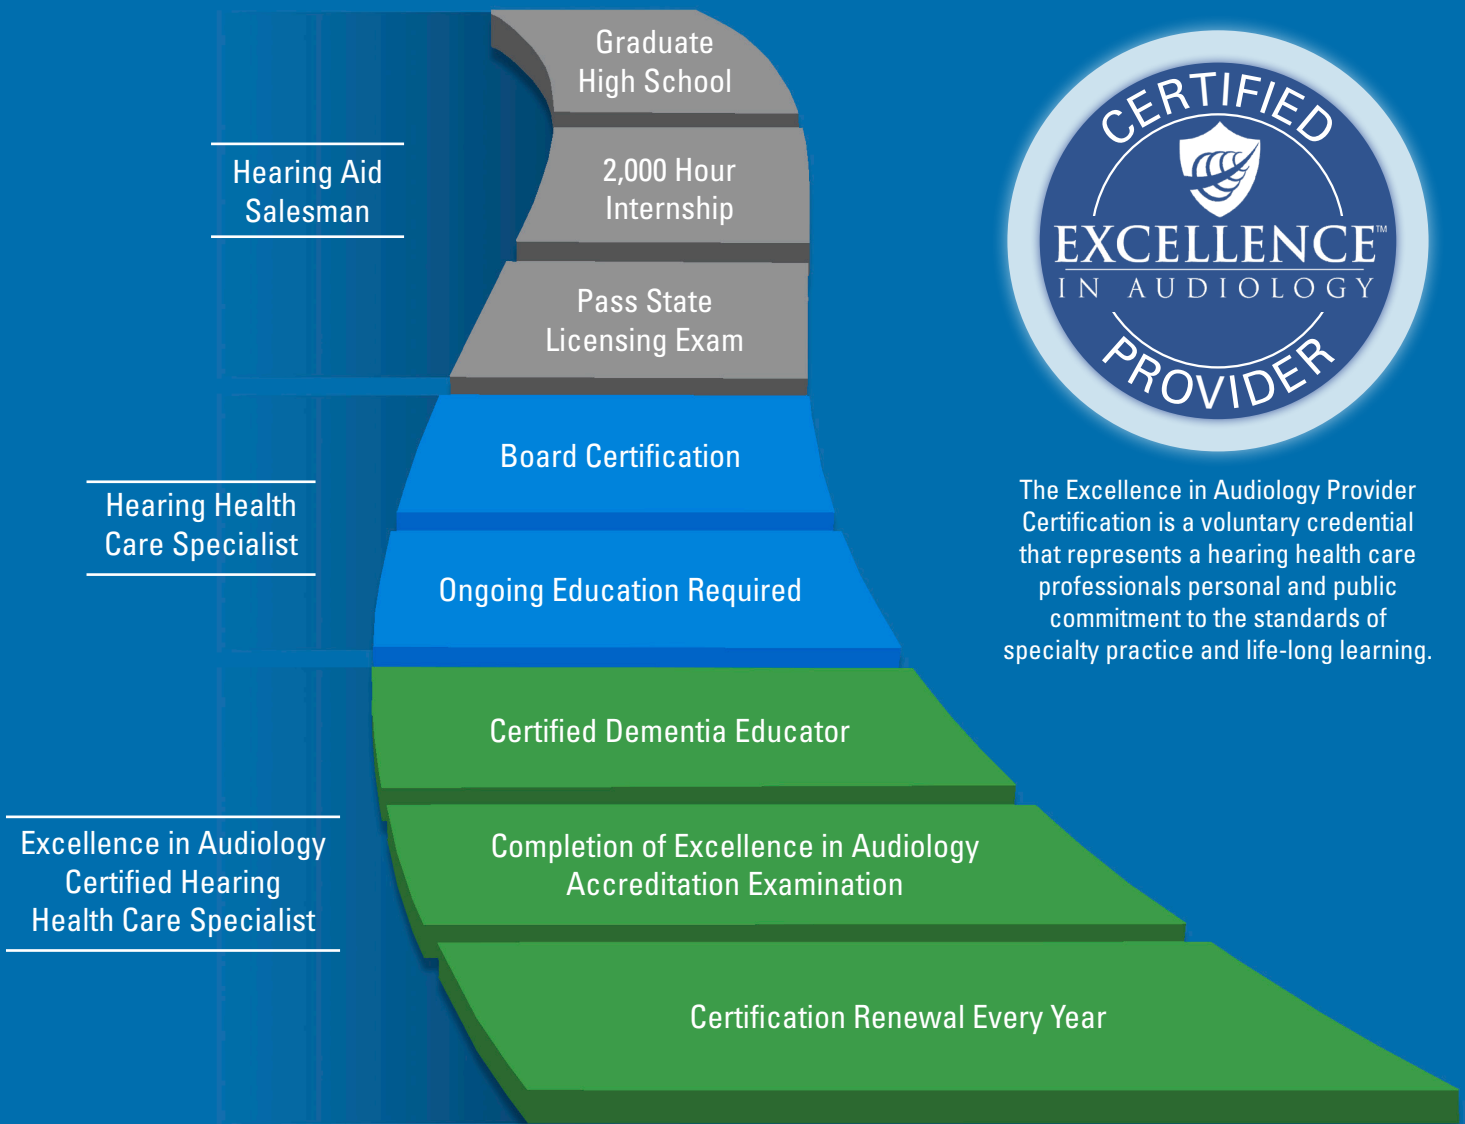 Graduate
High School
Hearing Aid
Salesman
2,000 Hour
Internship
Pass State
Licensing Exam
CERTIFIED
EXCELLENCE™
IN AUDIOLOGY
PROVIDER
Board Certification
Hearing Health
Care Specialist
Ongoing Education Required
The Excellence in Audiology Provider
Certification is a voluntary credential
that represents a hearing health care
professionals personal and public
commitment to the standards of
specialty practice and life-long learning.
Certified Dementia Educator
Excellence in Audiology
Certified Hearing
Health Care Specialist
Completion of Excellence in Audiology
Accreditation Examination
Certification Renewal Every Year